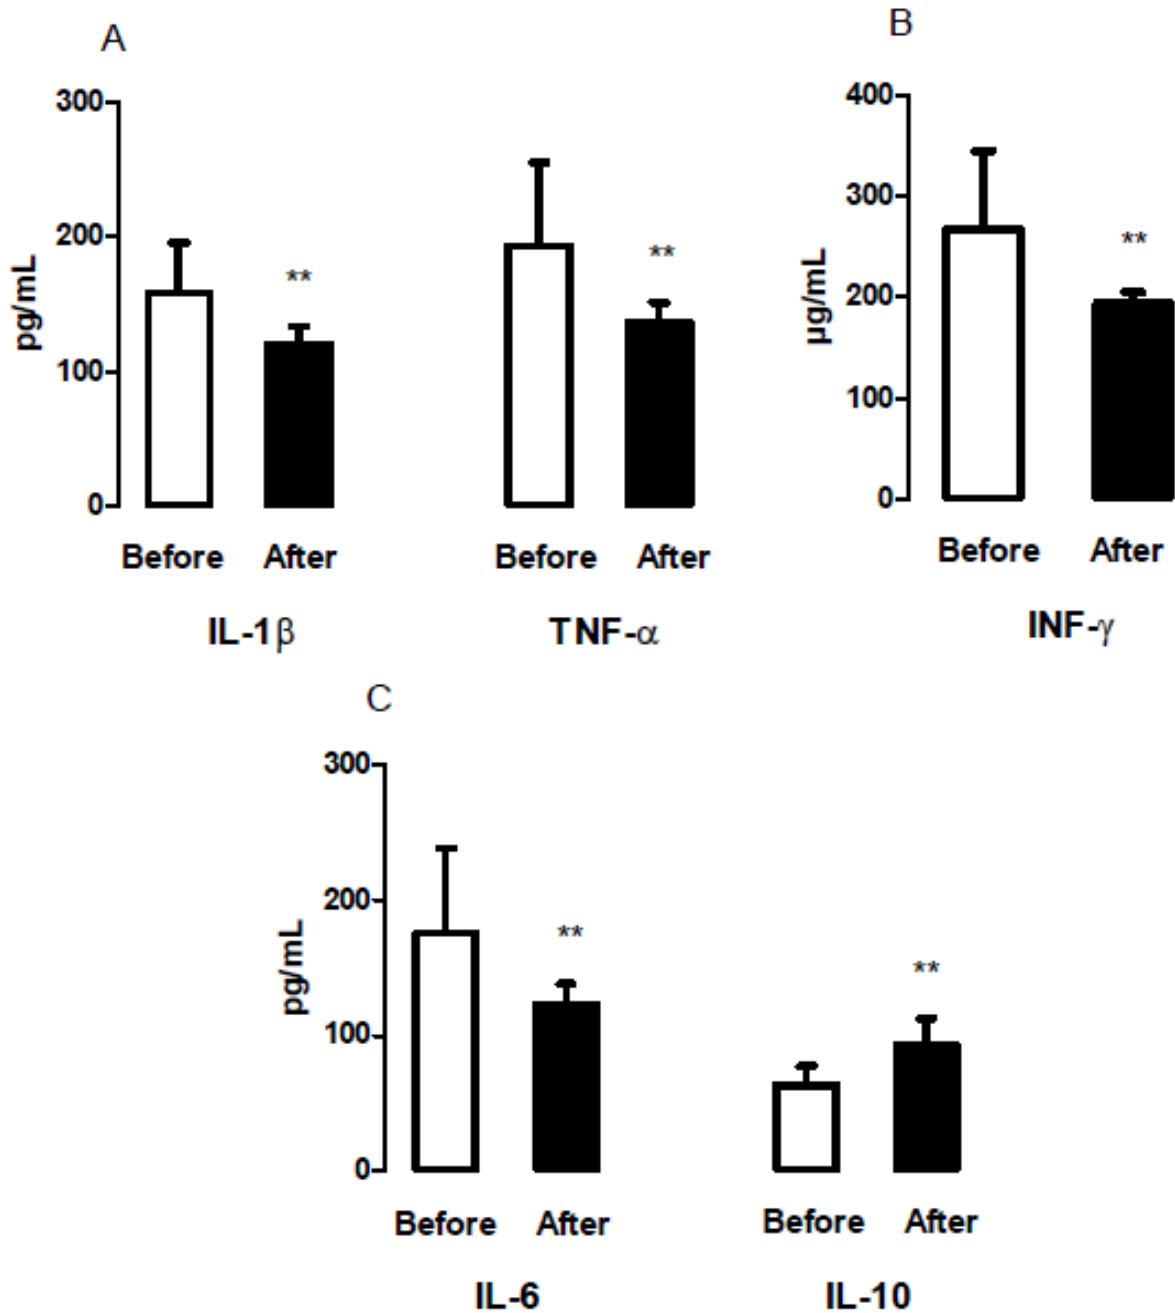 A
300
200
100
0
pg/mL
**
**
Before After Before After
IL-1β TNF-α
B
400
300
200
100
0
µg/mL
**
Before After
INF-γ
C
300
200
100
0
pg/mL
**
**
Before After Before After
IL-6 IL-10